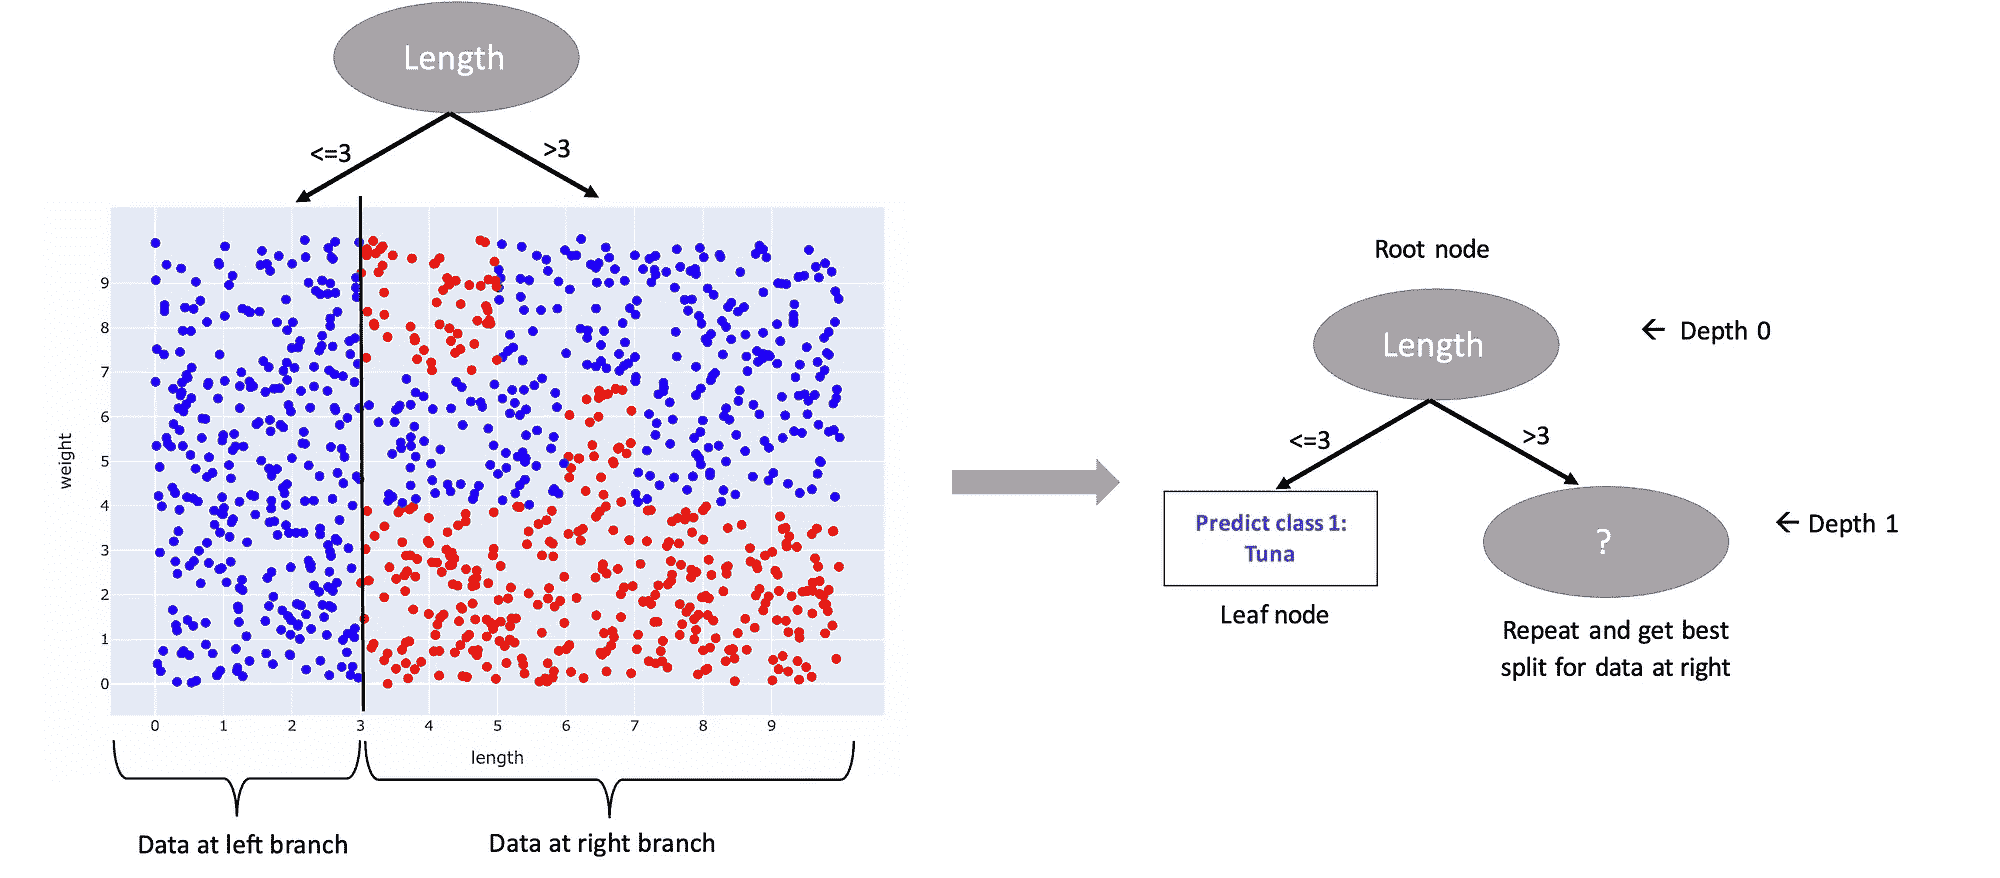 Length
<=3
>3
weight
9
8
7
6
5
4
3
2
1
0
0 1 2 3 4 5 6 7 8 9
length
Data at left branch
Data at right branch
Root node
Length
← Depth 0
<=3
>3
Predict class 1:
Tuna
?
← Depth 1
Leaf node
Repeat and get best
split for data at right